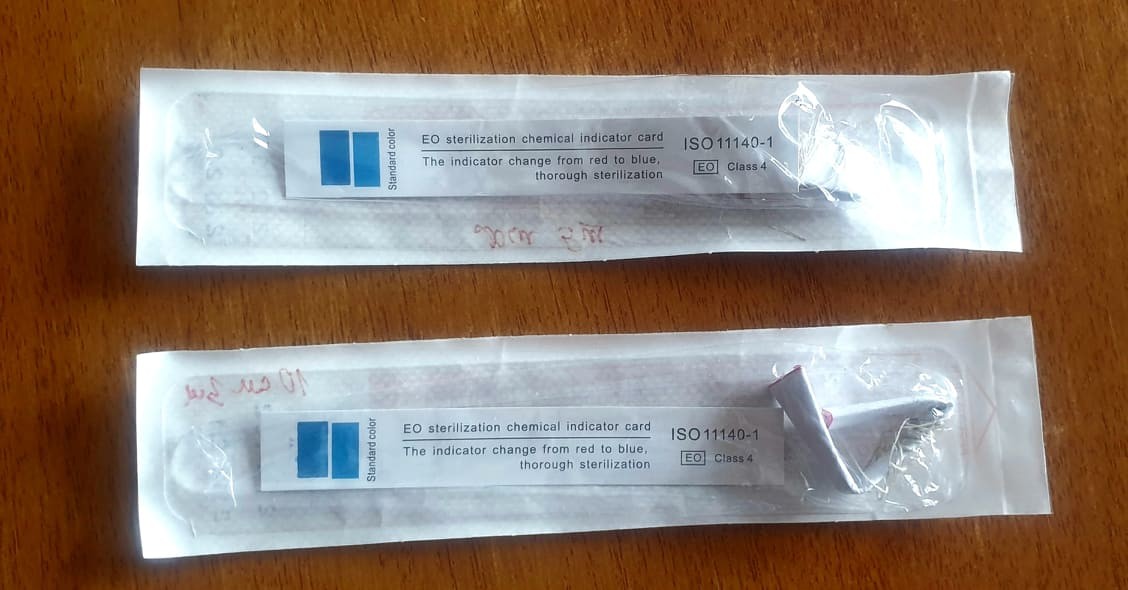 Standard color
EO sterilization chemical indicator card
The indicator change from red to blue,
thorough sterilization
ISO 11140-1
EO Class 4
10 см
Standard color
EO sterilization chemical indicator card
The indicator change from red to blue,
thorough sterilization
ISO 11140-1
EO Class 4